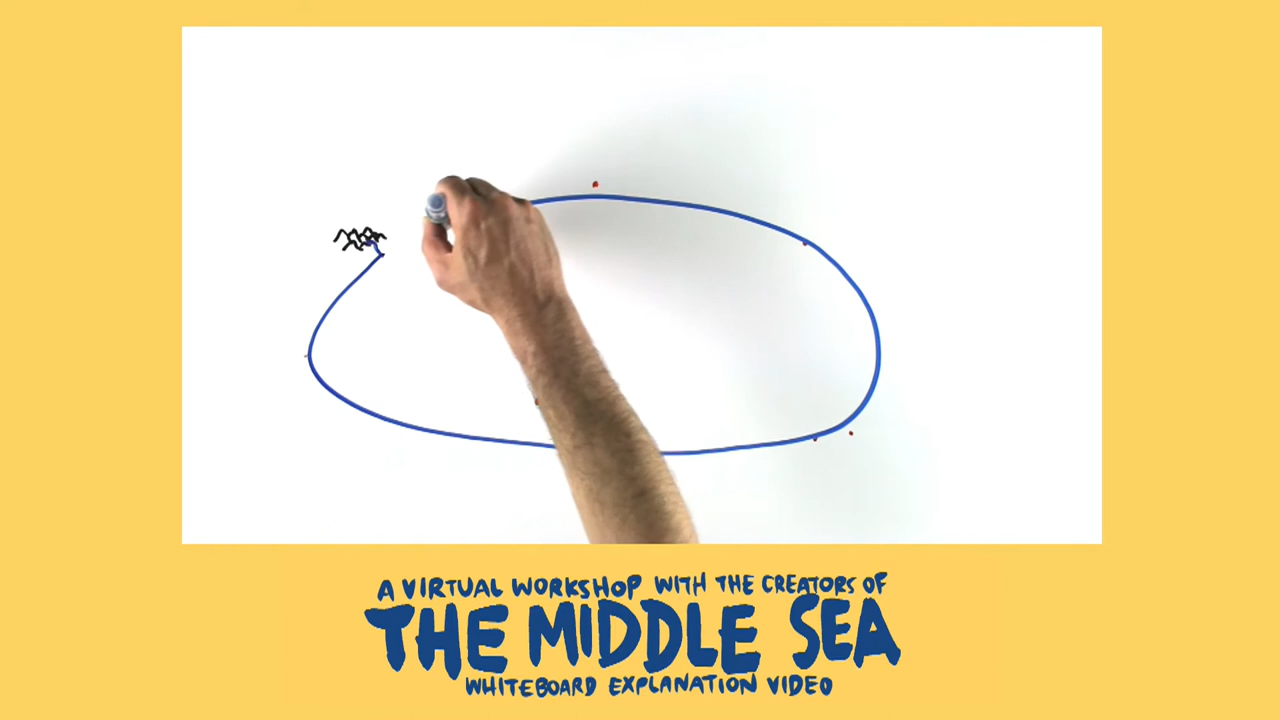 A VIRTUAL WORKSHOP WITH THE CREATORS OF
THE MIDDLE SEA
WHITEBOARD EXPLANATION VIDEO